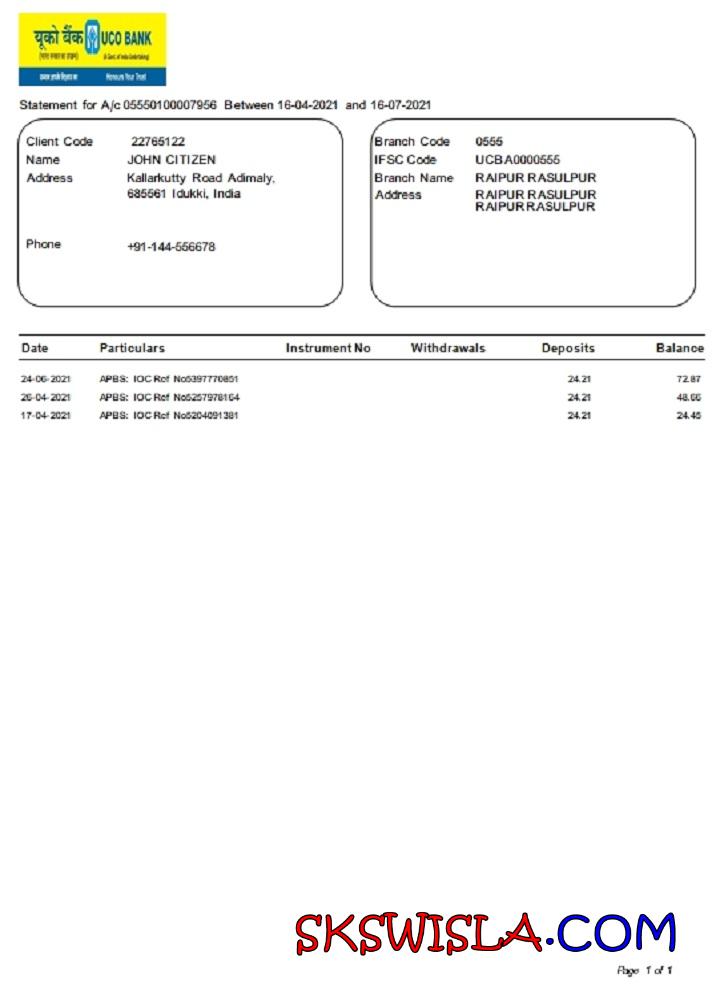 यूको बैंक UCO BANK
(A Govt. of India Undertaking)
Honours Your Trust
Statement for A/c 05550100007956 Between 16-04-2021 and 16-07-2021
Client Code 22765122
Name JOHN CITIZEN
Address Kallarkutty Road Adimaly,
685561 Idukki, India
Phone +91-144-556678
Branch Code 0555
IFSC Code UCBA0000555
Branch Name RAIPUR RASULPUR
Address RAIPUR RASULPUR
RAIPUR RASULPUR
Date Particulars Instrument No Withdrawals Deposits Balance
24-06-2021 APBS: IOC Ref No5397770851 24.21 72.87
26-04-2021 APBS: IOC Ref No5257978164 24.21 48.66
17-04-2021 APBS: IOC Ref No5204091381 24.21 24.45
SKSWISLA.COM
Page 1 of 1